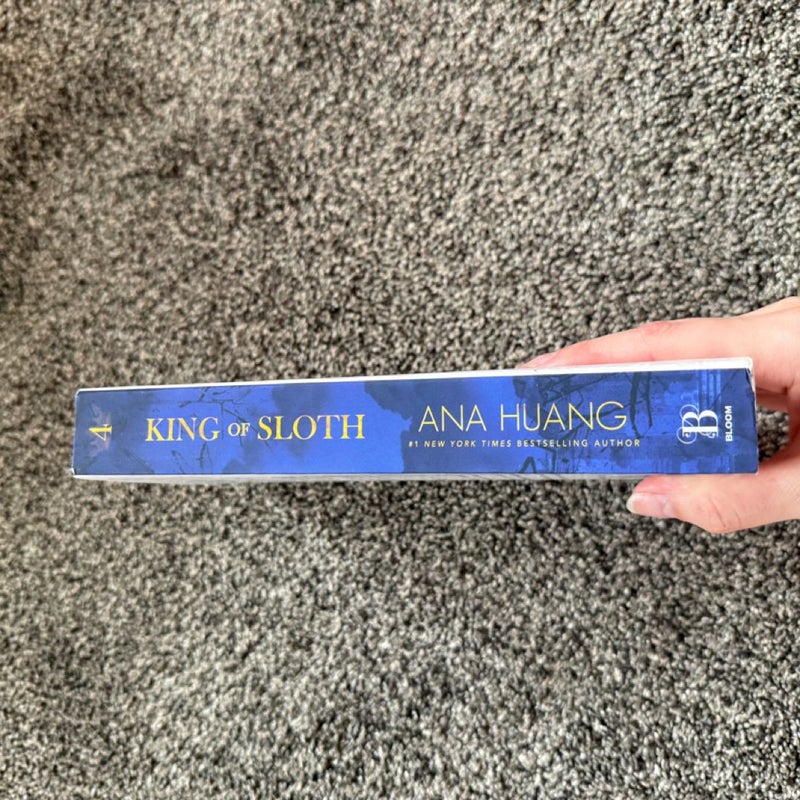 4
KING OF SLOTH
ANA HUANG
#1 NEW YORK TIMES BESTSELLING AUTHOR
B
BLOOM